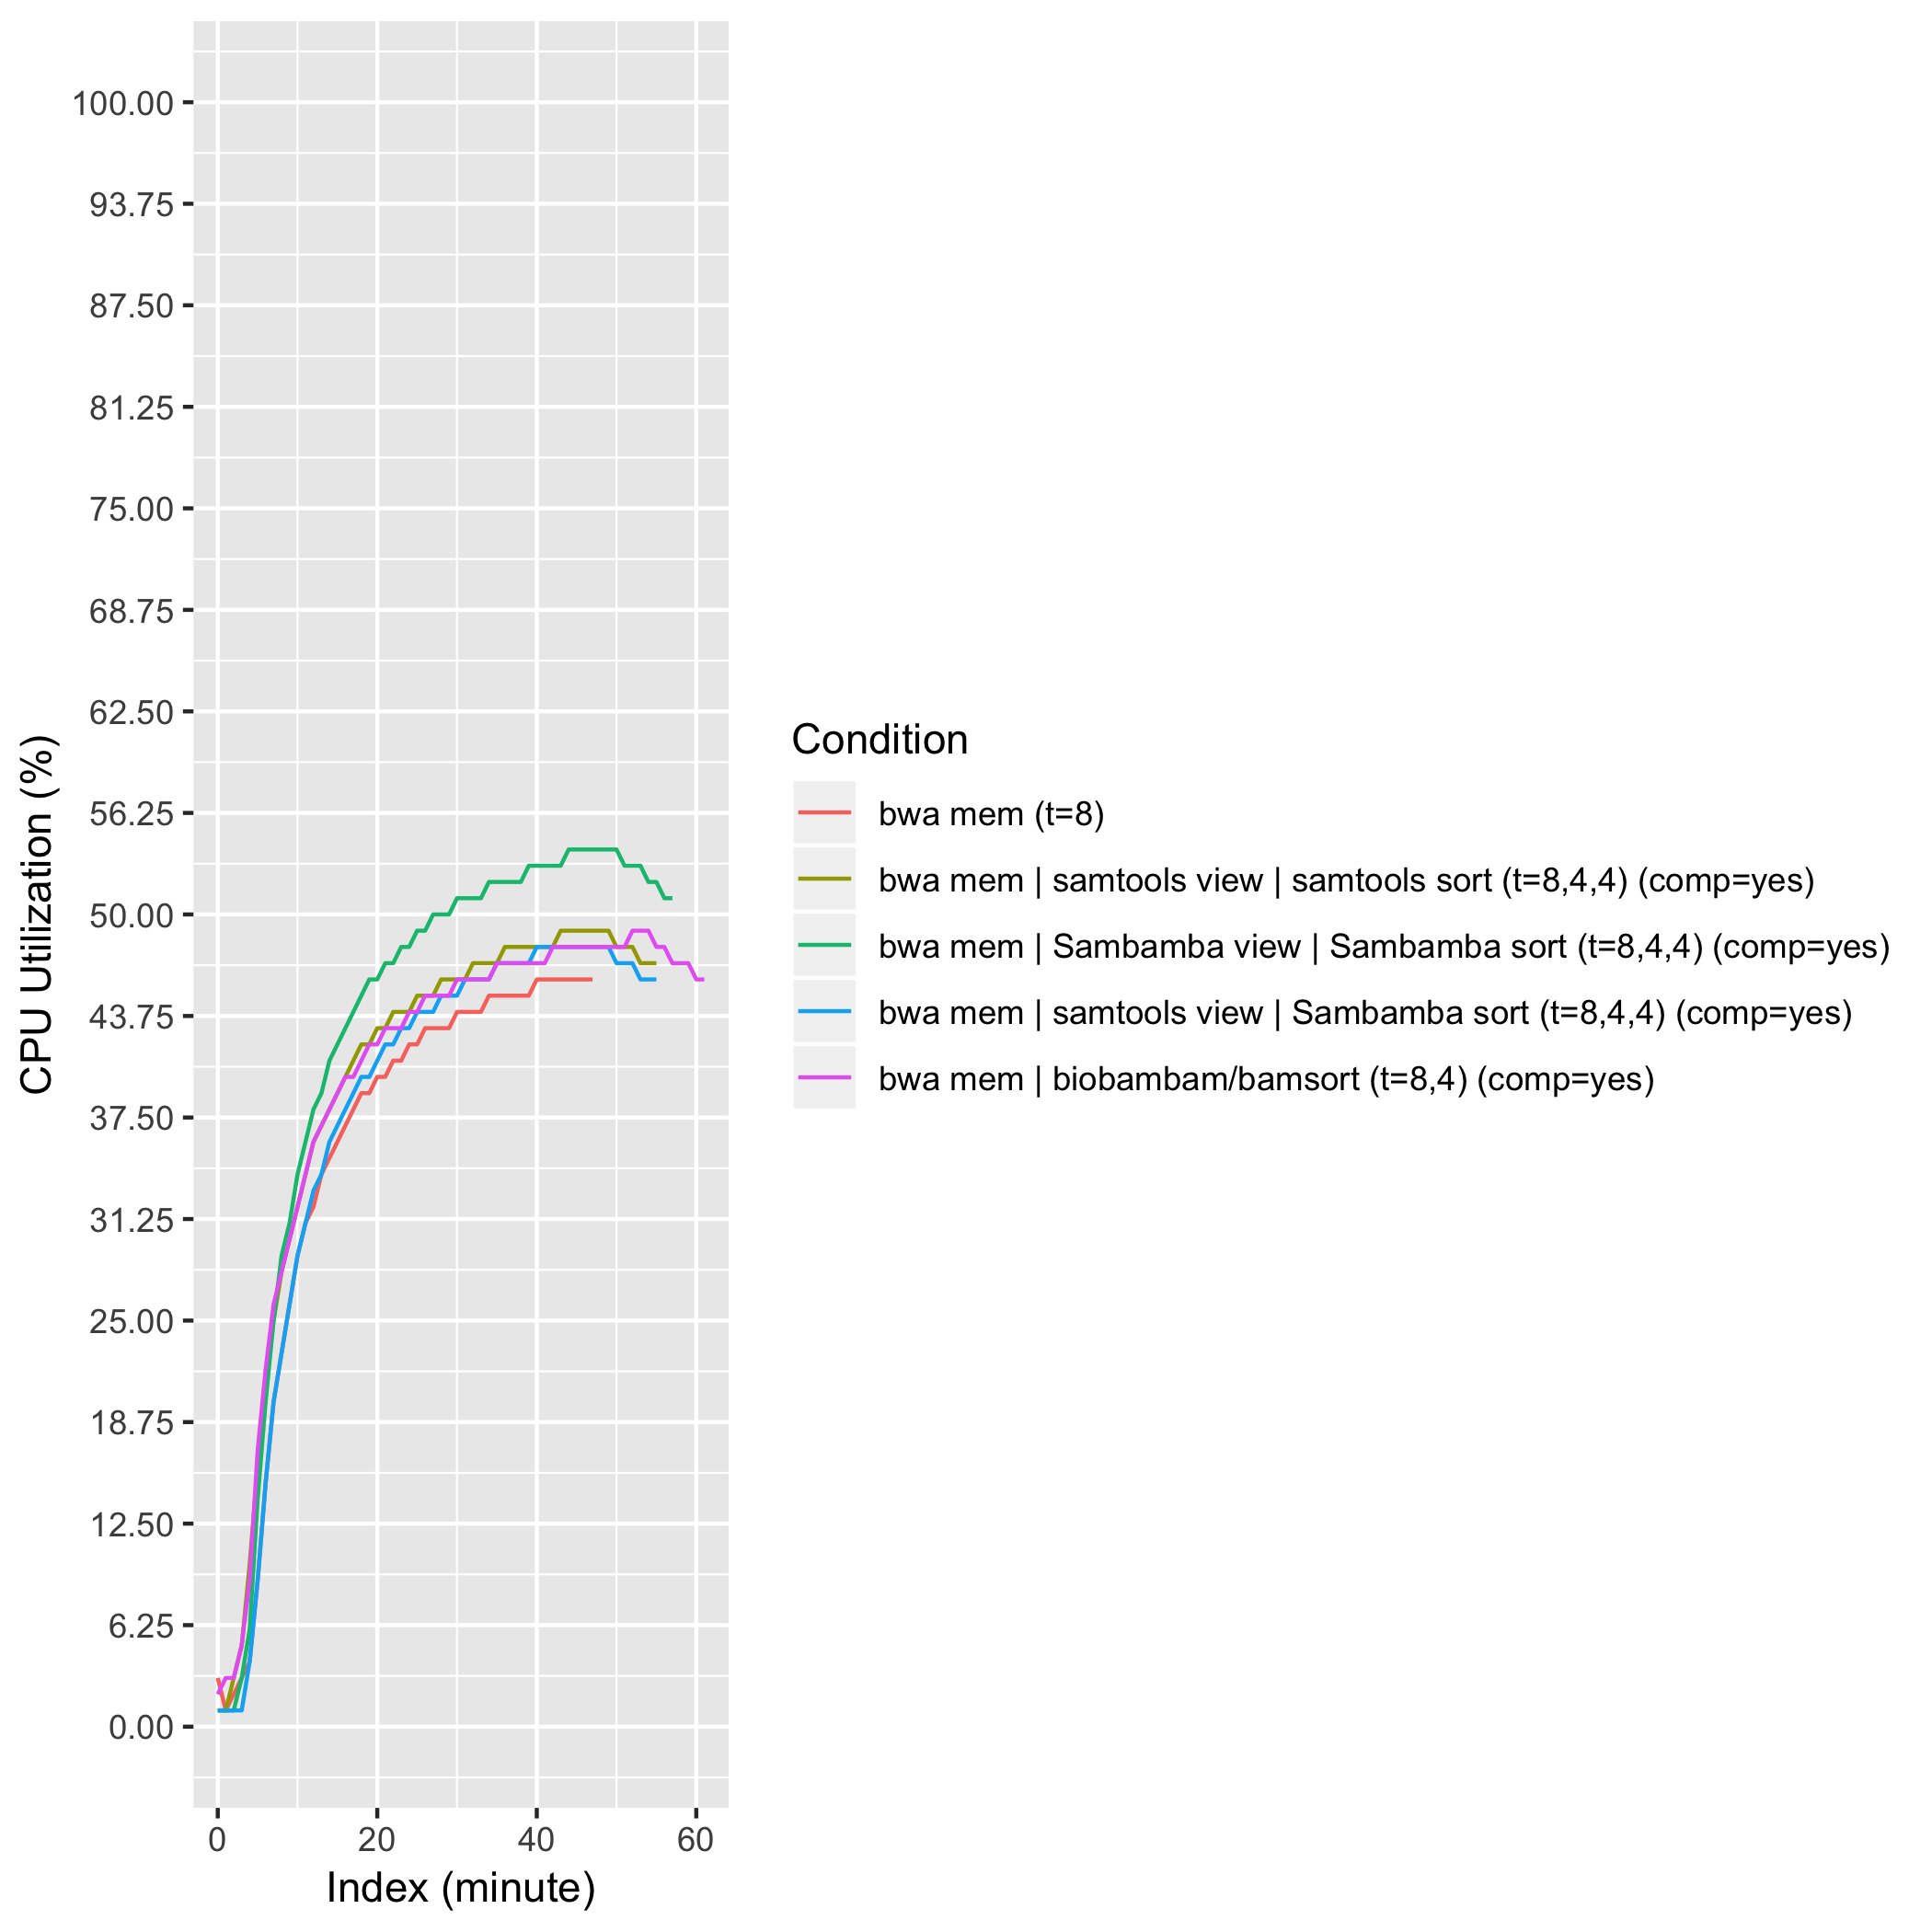 CPU Utilization (%)
100.00
93.75
87.50
81.25
75.00
68.75
62.50
56.25
50.00
43.75
37.50
31.25
25.00
18.75
12.50
6.25
0.00
0 20 40 60
Index (minute)
Condition
bwa mem (t=8)
bwa mem | samtools view | samtools sort (t=8,4,4) (comp=yes)
bwa mem | Sambamba view | Sambamba sort (t=8,4,4) (comp=yes)
bwa mem | samtools view | Sambamba sort (t=8,4,4) (comp=yes)
bwa mem | biobambam/bamsort (t=8,4) (comp=yes)